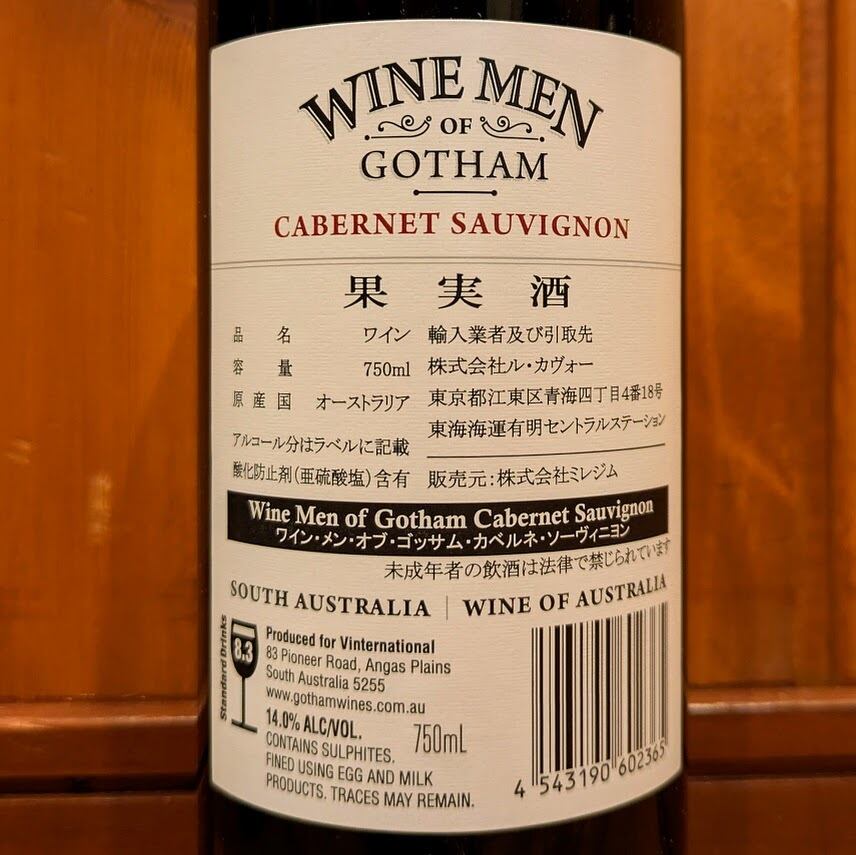 WINE MEN
OF
GOTHAM
CABERNET SAUVIGNON
果実酒
品名 ワイン
容量 750ml
原産国 オーストラリア
アルコール分はラベルに記載
酸化防止剤(亜硫酸塩)含有
輸入業者及び引取先
株式会社ル・カヴォー
東京都江東区青海四丁目4番18号
東海海運有明セントラルステーション
販売元:株式会社ミレジム
Wine Men of Gotham Cabernet Sauvignon
ワイン・メン・オブ・ゴッサム・カベルネ・ソーヴィニヨン
未成年者の飲酒は法律で禁じられています
SOUTH AUSTRALIA | WINE OF AUSTRALIA
Standard Drinks
8.3
Produced for Vinternational
83 Pioneer Road, Angas Plains
South Australia 5255
www.gothamwines.com.au
14.0% ALC/VOL.
750mL
CONTAINS SULPHITES.
FINED USING EGG AND MILK
PRODUCTS. TRACES MAY REMAIN.
4 543190 602365